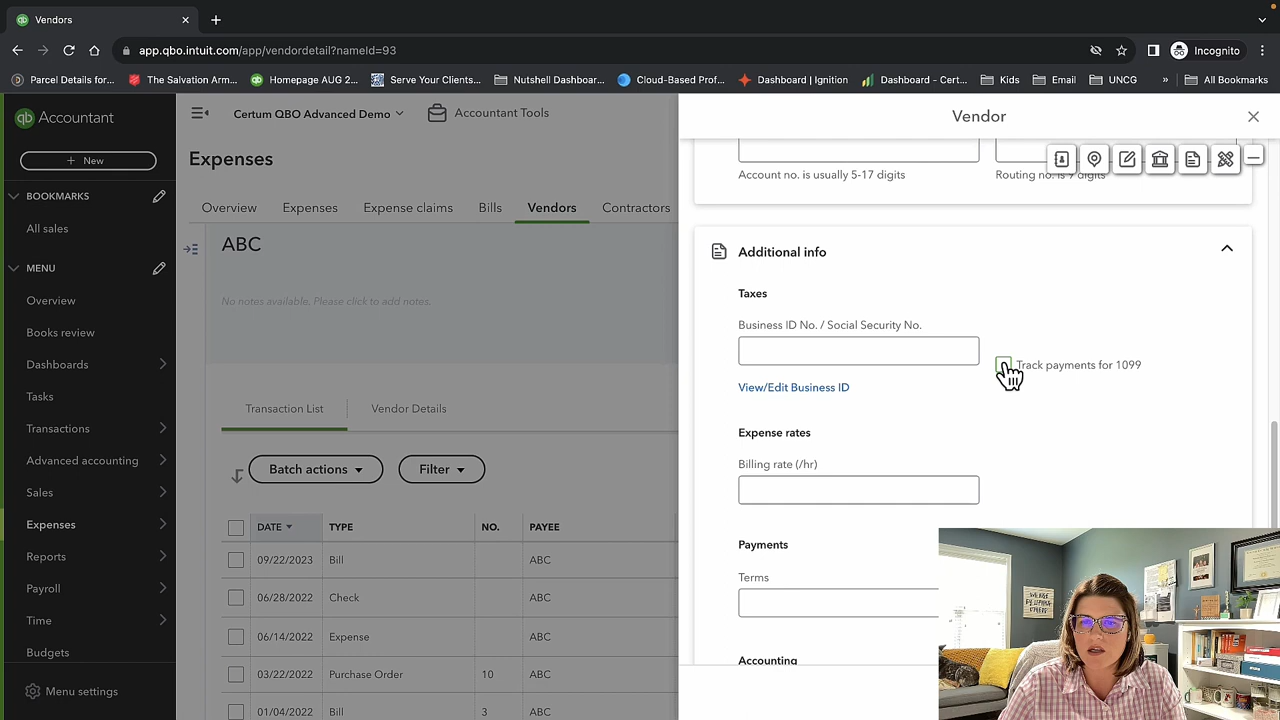 Vendors
app.qbo.intuit.com/app/vendordetail?nameId=93
Incognito
Parcel Details for...
The Salvation Arm...
Homepage AUG 2...
Serve Your Clients...
Nutshell Dashboar...
Cloud-Based Prof...
Dashboard | Ignition
Dashboard - Cert...
Kids
Email
UNCG
»
All Bookmarks
qb Accountant
+ New
BOOKMARKS
All sales
MENU
Overview
Books review
Dashboards
Tasks
Transactions
Advanced accounting
Sales
Expenses
Reports
Payroll
Time
Budgets
Menu settings
Certum QBO Advanced Demo
Accountant Tools
Expenses
Overview
Expenses
Expense claims
Bills
Vendors
Contractors
ABC
No notes available. Please click to add notes.
Transaction List
Vendor Details
Batch actions
Filter
DATE TYPE NO. PAYEE
09/22/2023 Bill ABC
06/28/2022 Check ABC
06/14/2022 Expense ABC
03/22/2022 Purchase Order 10 ABC
01/04/2022 Bill 3 ABC
Vendor
Account no. is usually 5-17 digits
Routing no. is 9 digits
Additional info
Taxes
Business ID No. / Social Security No.
Track payments for 1099
View/Edit Business ID
Expense rates
Billing rate (/hr)
Payments
Terms
Accounting